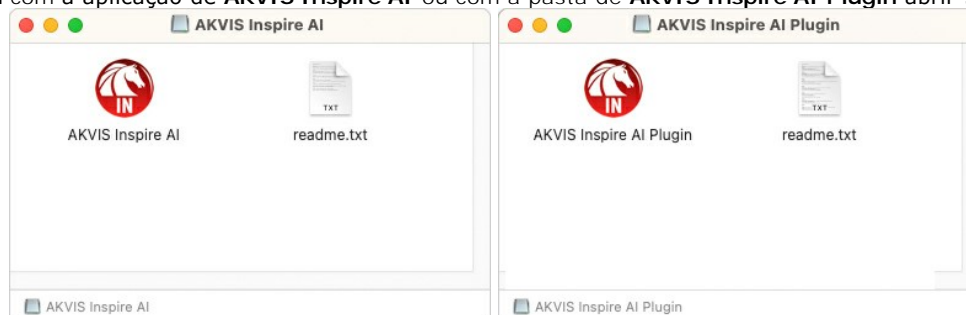 com a aplicação de AKVIS Inspire AI ou com a pasta de AKVIS Inspire AI Plugin abrir
AKVIS Inspire AI
IN
TXT
AKVIS Inspire AI
readme.txt
AKVIS Inspire AI
AKVIS Inspire AI Plugin
IN
TXT
AKVIS Inspire AI Plugin
readme.txt
AKVIS Inspire AI Plugin